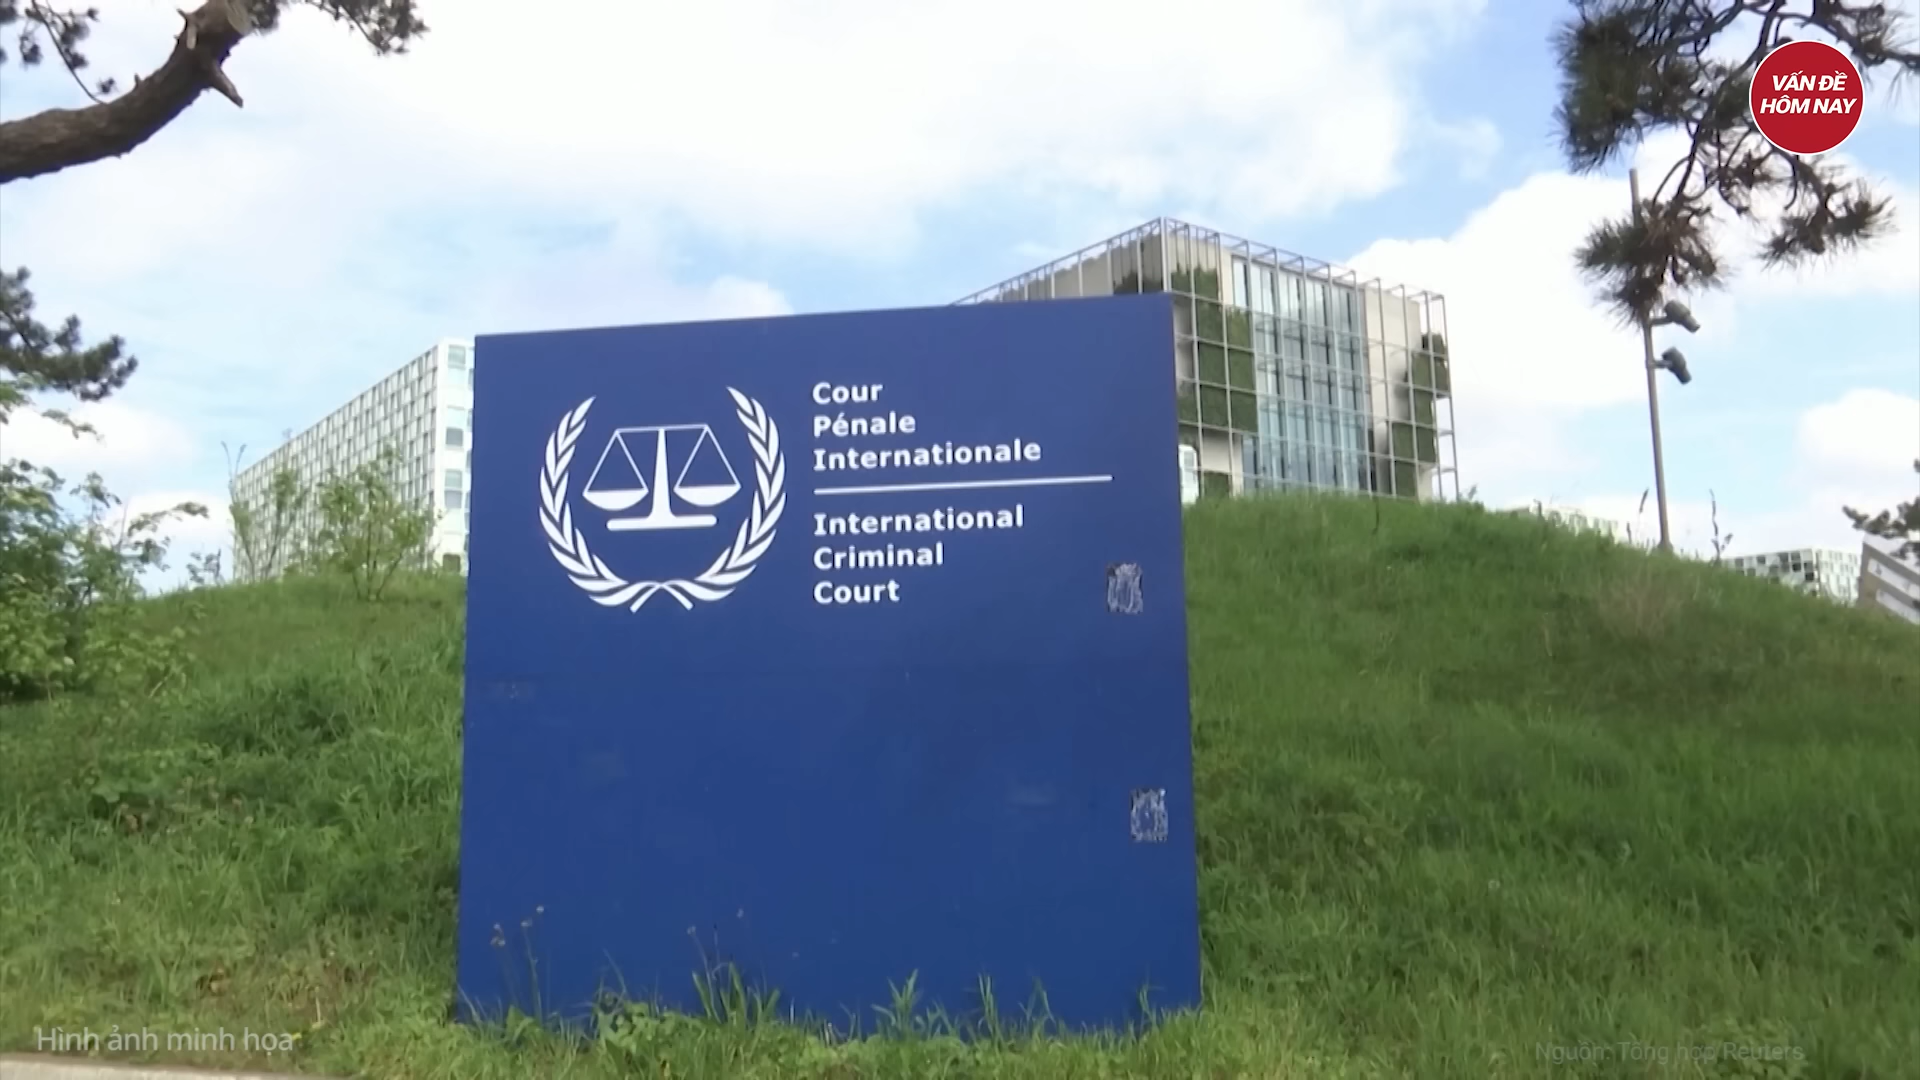 VẤN ĐỀ
HÔM NAY
Cour
Pénale
Internationale
International
Criminal
Court
Hình ảnh minh họa
Nguồn: Tổng hợp Reuters